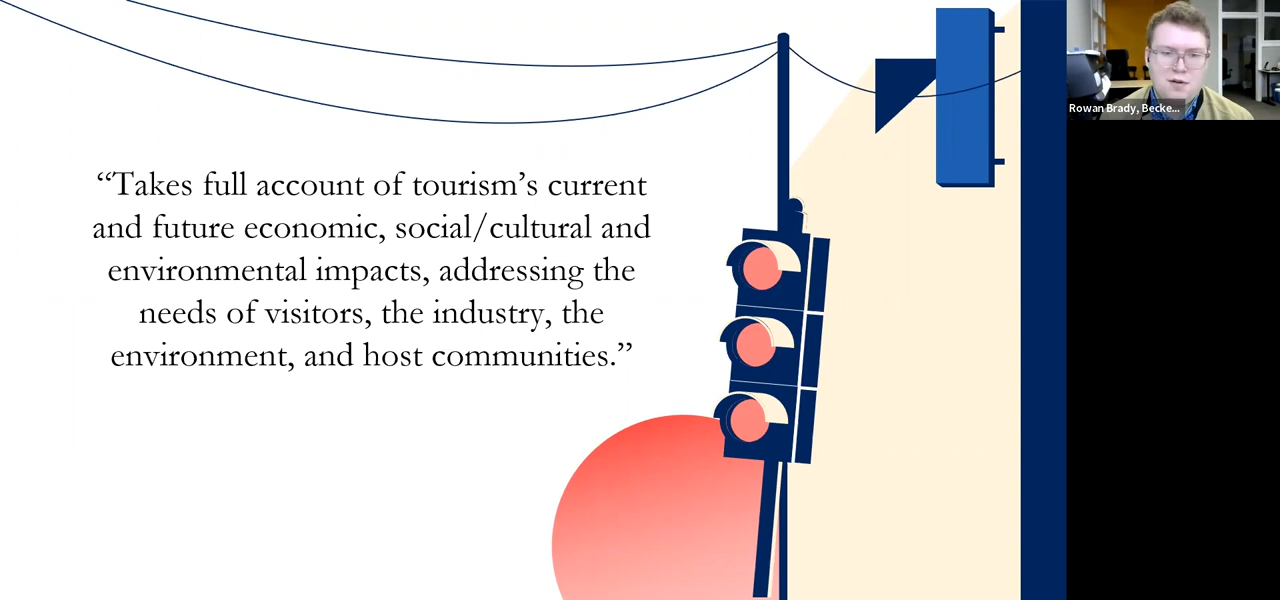 “Takes full account of tourism’s current
and future economic, social/cultural and
environmental impacts, addressing the
needs of visitors, the industry, the
environment, and host communities.”
Rowan Brady, Becke...